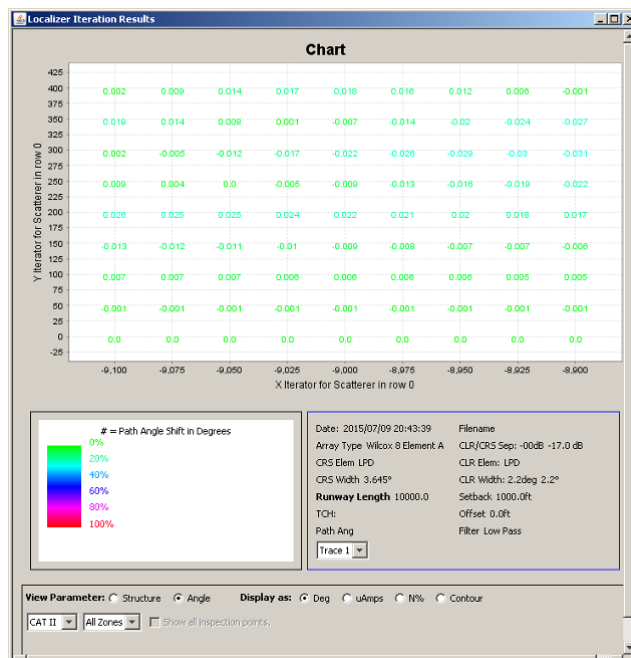 Localizer Iteration Results
Chart
425
400 0.002 0.009 0.014 0.017 0.018 0.016 0.012 0.006 -0.001
375
350 0.019 0.014 0.008 0.001 -0.007 -0.014 -0.02 -0.024 -0.027
325
300 0.002 -0.005 -0.012 -0.017 -0.022 -0.026 -0.029 -0.03 -0.031
275
250 0.009 0.004 0.0 -0.005 -0.009 -0.013 -0.016 -0.019 -0.022
225
200 0.026 0.025 0.025 0.024 0.022 0.021 0.02 0.018 0.017
175
150 -0.013 -0.012 -0.011 -0.01 -0.009 -0.008 -0.007 -0.007 -0.006
125
100 0.007 0.007 0.007 0.006 0.006 0.006 0.006 0.005 0.005
75
50 -0.001 -0.001 -0.001 -0.001 -0.001 -0.001 -0.001 -0.001 -0.001
25
0 0.0 0.0 0.0 0.0 0.0 0.0 0.0 0.0 0.0
-25
Y Iterator for Scatterer in row 0
-9,100 -9,075 -9,050 -9,025 -9,000 -8,975 -8,950 -8,925 -8,900
X Iterator for Scatterer in row 0
# = Path Angle Shift in Degrees
0%
20%
40%
60%
80%
100%
Date: 2015/07/09 20:43:39 Filename
Array Type Wilcox 8 Element A CLR/CRS Sep: -00dB -17.0 dB
CRS Elem LPD CLR Elem: LPD
CRS Width 3.645° CLR Width: 2.2deg 2.2°
Runway Length 10000.0 Setback 1000.0ft
TCH: Offset 0.0ft
Path Ang Filter Low Pass
Trace 1
View Parameter: Structure Angle Display as: Deg uAmps N% Contour
CAT II All Zones Show all inspection points.